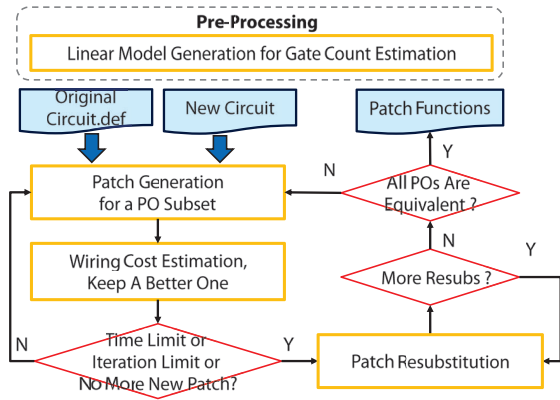 Pre-Processing
Linear Model Generation for Gate Count Estimation
Original
Circuit.def
New Circuit
Patch Functions
Patch Generation
for a PO Subset
N
Y
All POs Are
Equivalent ?
Wiring Cost Estimation,
Keep A Better One
N
Y
More Resubs ?
N
Time Limit or
Iteration Limit or
No More New Patch?
Y
Patch Resubstitution